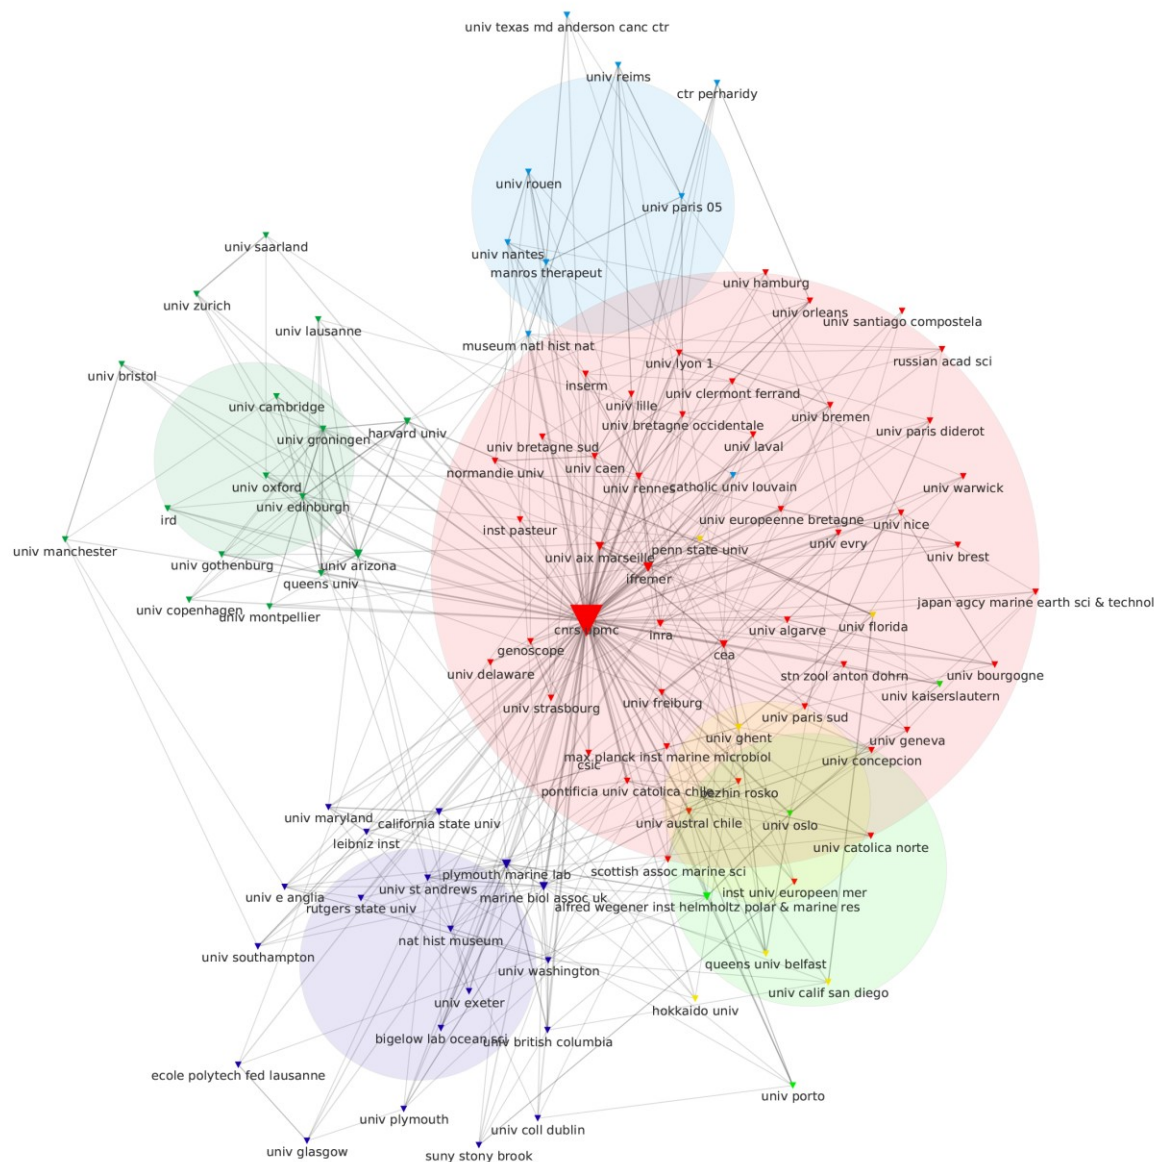 univ texas md anderson canc ctr
univ reims
ctr perharidy
univ rouen
univ paris 05
univ saarland
univ nantes
manros therapeut
univ hamburg
univ zurich
univ orleans
univ santiago compostela
univ lausanne
museum natl hist nat
univ lyon 1
russian acad sci
univ bristol
inserm
univ clermont ferrand
univ cambridge
univ lille
univ bremen
univ groningen
harvard univ
univ bretagne occidentale
univ paris diderot
univ bretagne sud
univ laval
normandie univ
univ caen
univ oxford
univ rennes
catholic univ louvain
univ warwick
univ edinburgh
ird
inst pasteur
univ europeenne bretagne
univ nice
univ manchester
univ evry
univ gothenburg
univ arizona
univ aix marseille
penn state univ
univ brest
queens univ
ifremer
univ copenhagen
univ montpellier
japan agcy marine earth sci & technol
cnrs upmc
inra
univ algarve
univ florida
genoscope
cea
univ delaware
stn zool anton dohrn
univ bourgogne
univ kaiserslautern
univ strasbourg
univ freiburg
univ paris sud
univ ghent
univ geneva
max planck inst marine microbiol
univ concepcion
csic
pontificia univ catolica chile
bezhin rosko
univ maryland
california state univ
univ austral chile
univ oslo
leibniz inst
univ catolica norte
scottish assoc marine sci
plymouth marine lab
univ st andrews
univ e anglia
marine biol assoc uk
inst univ europeen mer
rutgers state univ
alfred wegener inst helmholtz polar & marine res
nat hist museum
univ southampton
univ washington
queens univ belfast
univ exeter
univ calif san diego
hokkaido univ
bigelow lab ocean sci
univ british columbia
ecole polytech fed lausanne
univ porto
univ plymouth
univ coll dublin
univ glasgow
suny stony brook